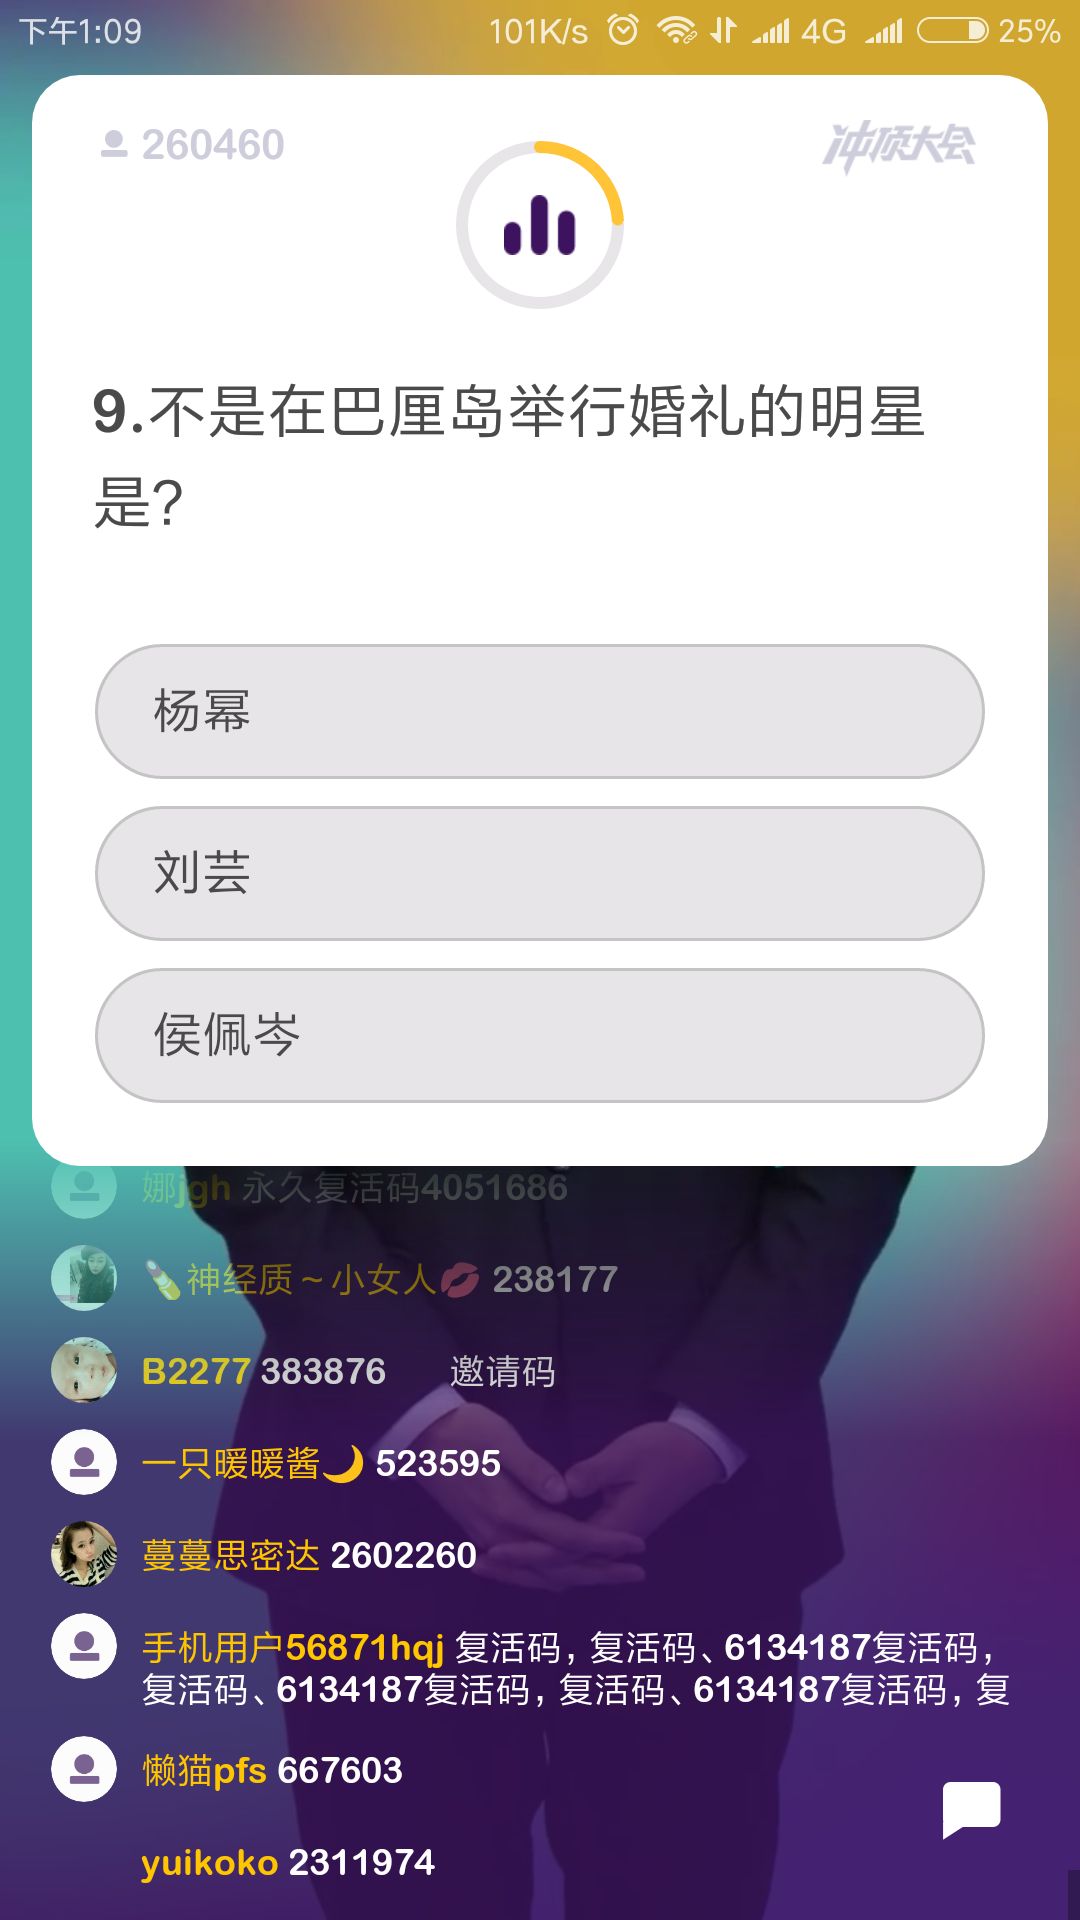 下午1:09 101K/s 4G 25%
260460 冲顶大会
9.不是在巴厘岛举行婚礼的明星
是?
杨幂
刘芸
侯佩岑
娜jgh 永久复活码4051686
神经质~小女人 238177
B2277 383876 邀请码
一只暖暖酱 523595
蔓蔓思密达 2602260
手机用户56871hqj 复活码, 复活码、6134187复活码,
复活码、6134187复活码, 复活码、6134187复活码, 复
懒猫pfs 667603
yuikoko 2311974